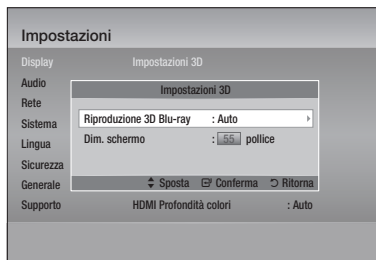 Impostazioni
Display Impostazioni 3D
Audio
Impostazioni 3D
Rete
Riproduzione 3D Blu-ray : Auto
Sistema
Dim. schermo : 55 pollice
Lingua
Sicurezza
Generale
Sposta Conferma Ritorna
Supporto HDMI Profondità colori : Auto